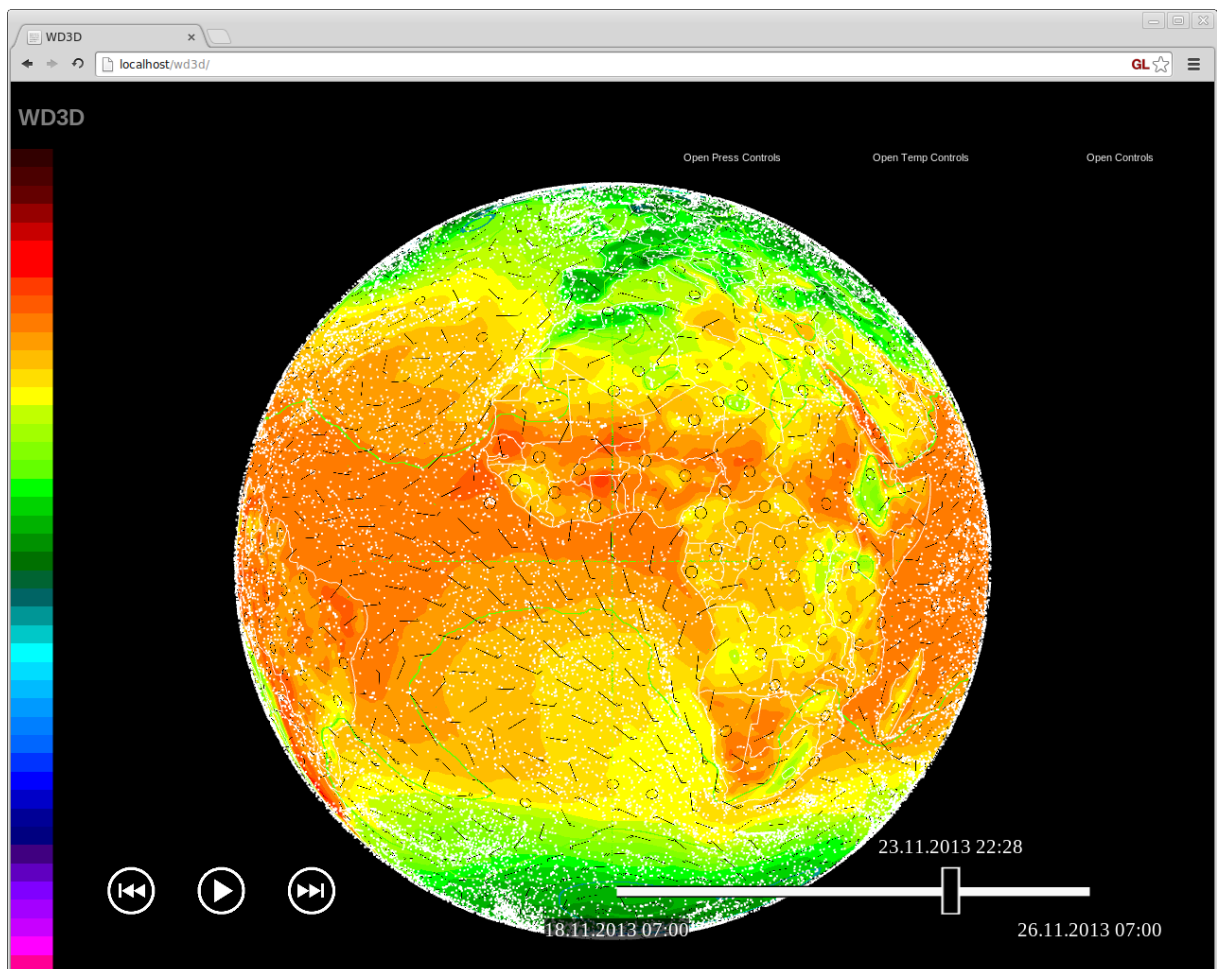 WD3D
localhost/wd3d/
GL
WD3D
Open Press Controls
Open Temp Controls
Open Controls
23.11.2013 22:28
18.11.2013 07:00
26.11.2013 07:00